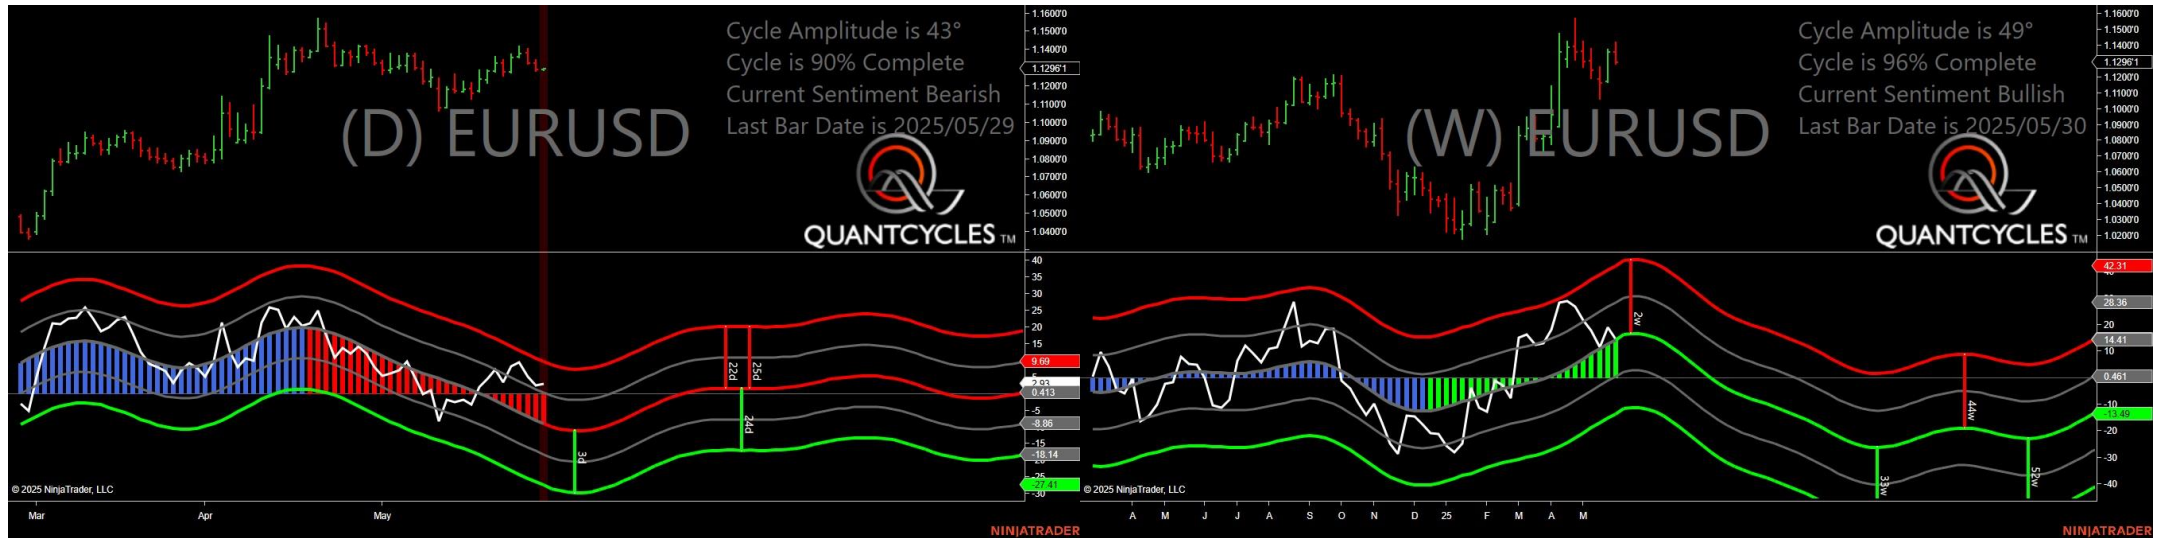 Cycle Amplitude is 43°
Cycle is 90% Complete
Current Sentiment Bearish
Last Bar Date is 2025/05/29
(D) EURUSD
QUANTCYCLES TM
1.1600'0
1.1500'0
1.1400'0
1.1296'1
1.1200'0
1.1100'0
1.1000'0
1.0900'0
1.0800'0
1.0700'0
1.0600'0
1.0500'0
1.0400'0
40
35
30
25
20
15
9.69
5
2.93
0.413
-5
-8.86
-15
-18.14
-27.41
-30
3d
22d
25d
24d
© 2025 NinjaTrader, LLC
Mar Apr May
NINJATRADER
Cycle Amplitude is 49°
Cycle is 96% Complete
Current Sentiment Bullish
Last Bar Date is 2025/05/30
(W) EURUSD
QUANTCYCLES TM
1.1600'0
1.1500'0
1.1400'0
1.1296'1
1.1200'0
1.1000'0
1.0900'0
1.0700'0
1.0600'0
1.0500'0
1.0400'0
1.0300'0
1.0200'0
42.31
28.36
20
14.41
10
0.461
-10
-13.49
-20
-30
-40
2w
33w
44w
52w
© 2025 NinjaTrader, LLC
A M J J A S O N D 25 F M A M
NINJATRADER